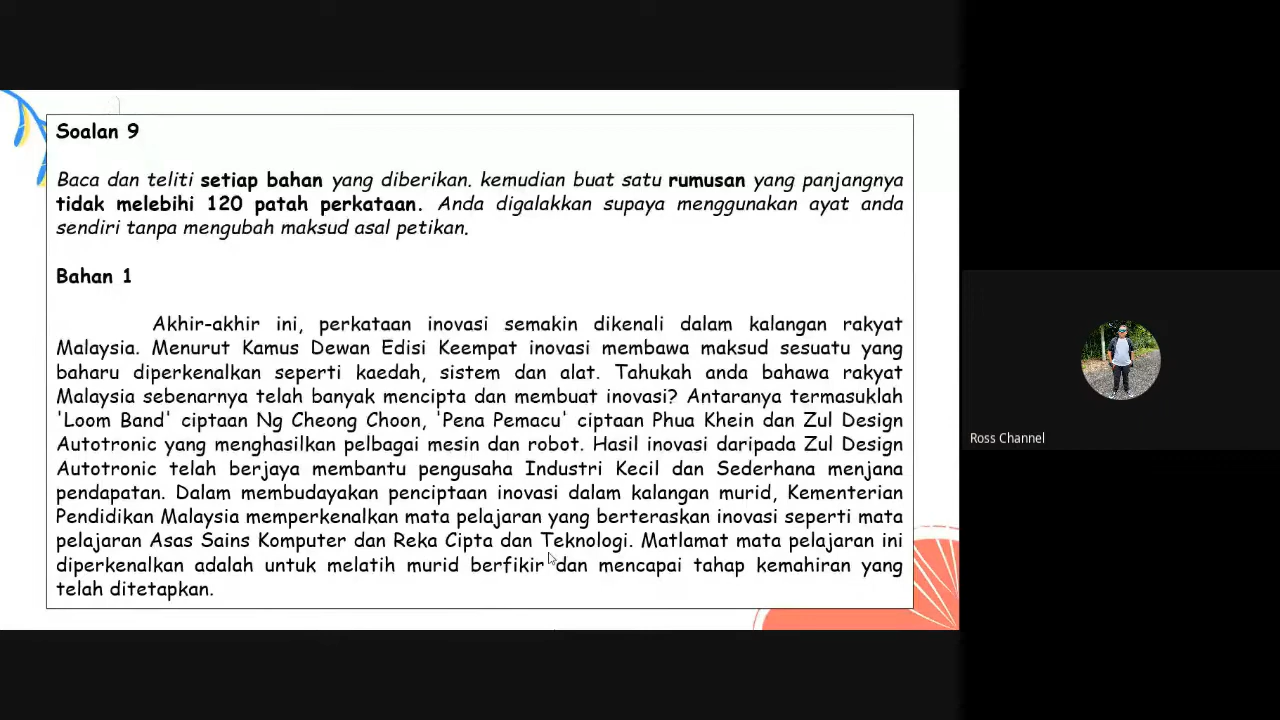 Soalan 9
Baca dan teliti setiap bahan yang diberikan. kemudian buat satu rumusan yang panjangnya
tidak melebihi 120 patah perkataan. Anda digalakkan supaya menggunakan ayat anda
sendiri tanpa mengubah maksud asal petikan.
Bahan 1
Akhir-akhir ini, perkataan inovasi semakin dikenali dalam kalangan rakyat
Malaysia. Menurut Kamus Dewan Edisi Keempat inovasi membawa maksud sesuatu yang
baharu diperkenalkan seperti kaedah, sistem dan alat. Tahukah anda bahawa rakyat
Malaysia sebenarnya telah banyak mencipta dan membuat inovasi? Antaranya termasuklah
'Loom Band' ciptaan Ng Cheong Choon, 'Pena Pemacu' ciptaan Phua Khein dan Zul Design
Autotronic yang menghasilkan pelbagai mesin dan robot. Hasil inovasi daripada Zul Design
Autotronic telah berjaya membantu pengusaha Industri Kecil dan Sederhana menjana
pendapatan. Dalam membudayakan penciptaan inovasi dalam kalangan murid, Kementerian
Pendidikan Malaysia memperkenalkan mata pelajaran yang berteraskan inovasi seperti mata
pelajaran Asas Sains Komputer dan Reka Cipta dan Teknologi. Matlamat mata pelajaran ini
diperkenalkan adalah untuk melatih murid berfikir dan mencapai tahap kemahiran yang
telah ditetapkan.
Ross Channel